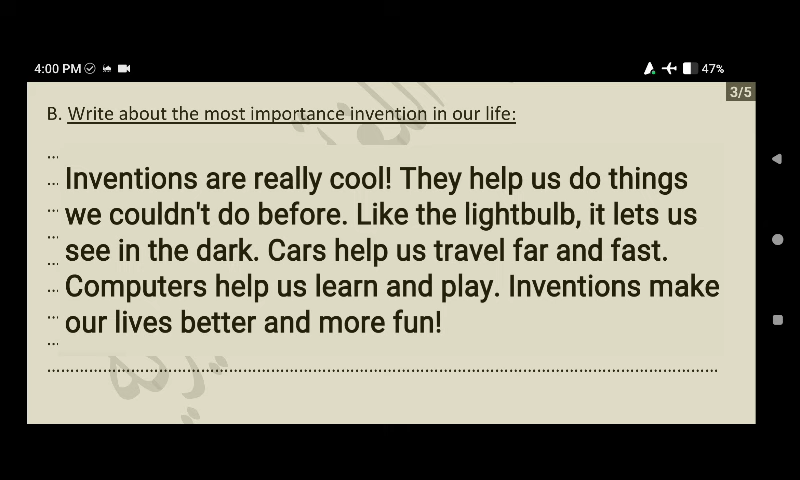 4:00 PM
47%
3/5
B. Write about the most importance invention in our life:
Inventions are really cool! They help us do things
we couldn't do before. Like the lightbulb, it lets us
see in the dark. Cars help us travel far and fast.
Computers help us learn and play. Inventions make
our lives better and more fun!